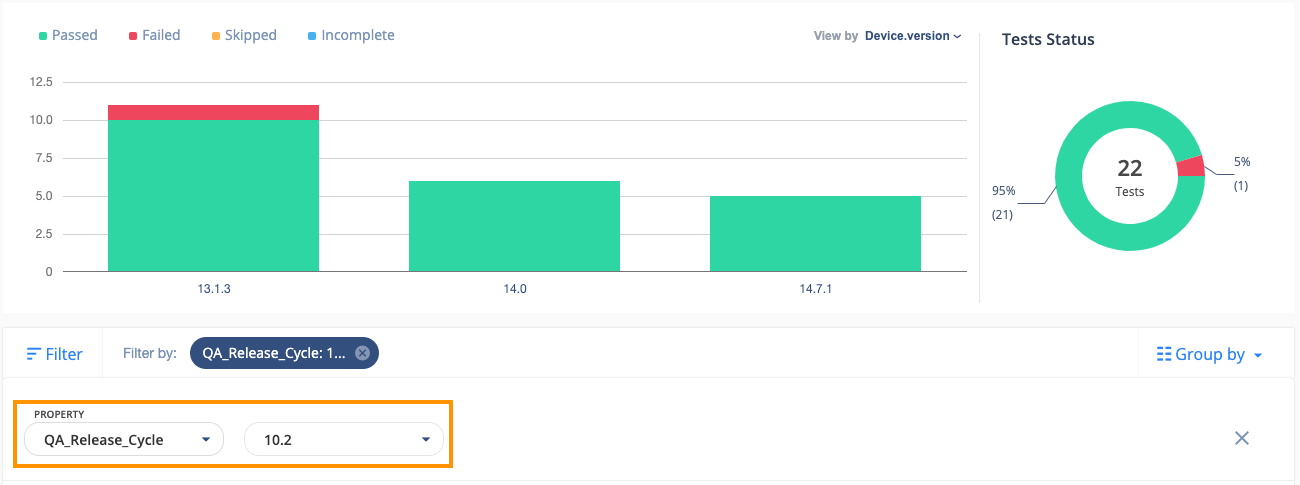 Passed Failed Skipped Incomplete
View by Device.version
12.5
10.0
7.5
5.0
2.5
0
13.1.3 14.0 14.7.1
Tests Status
22
Tests
5%
(1)
95%
(21)
Filter
Filter by:
QA_Release_Cycle: 1...
Group by
PROPERTY
QA_Release_Cycle
10.2